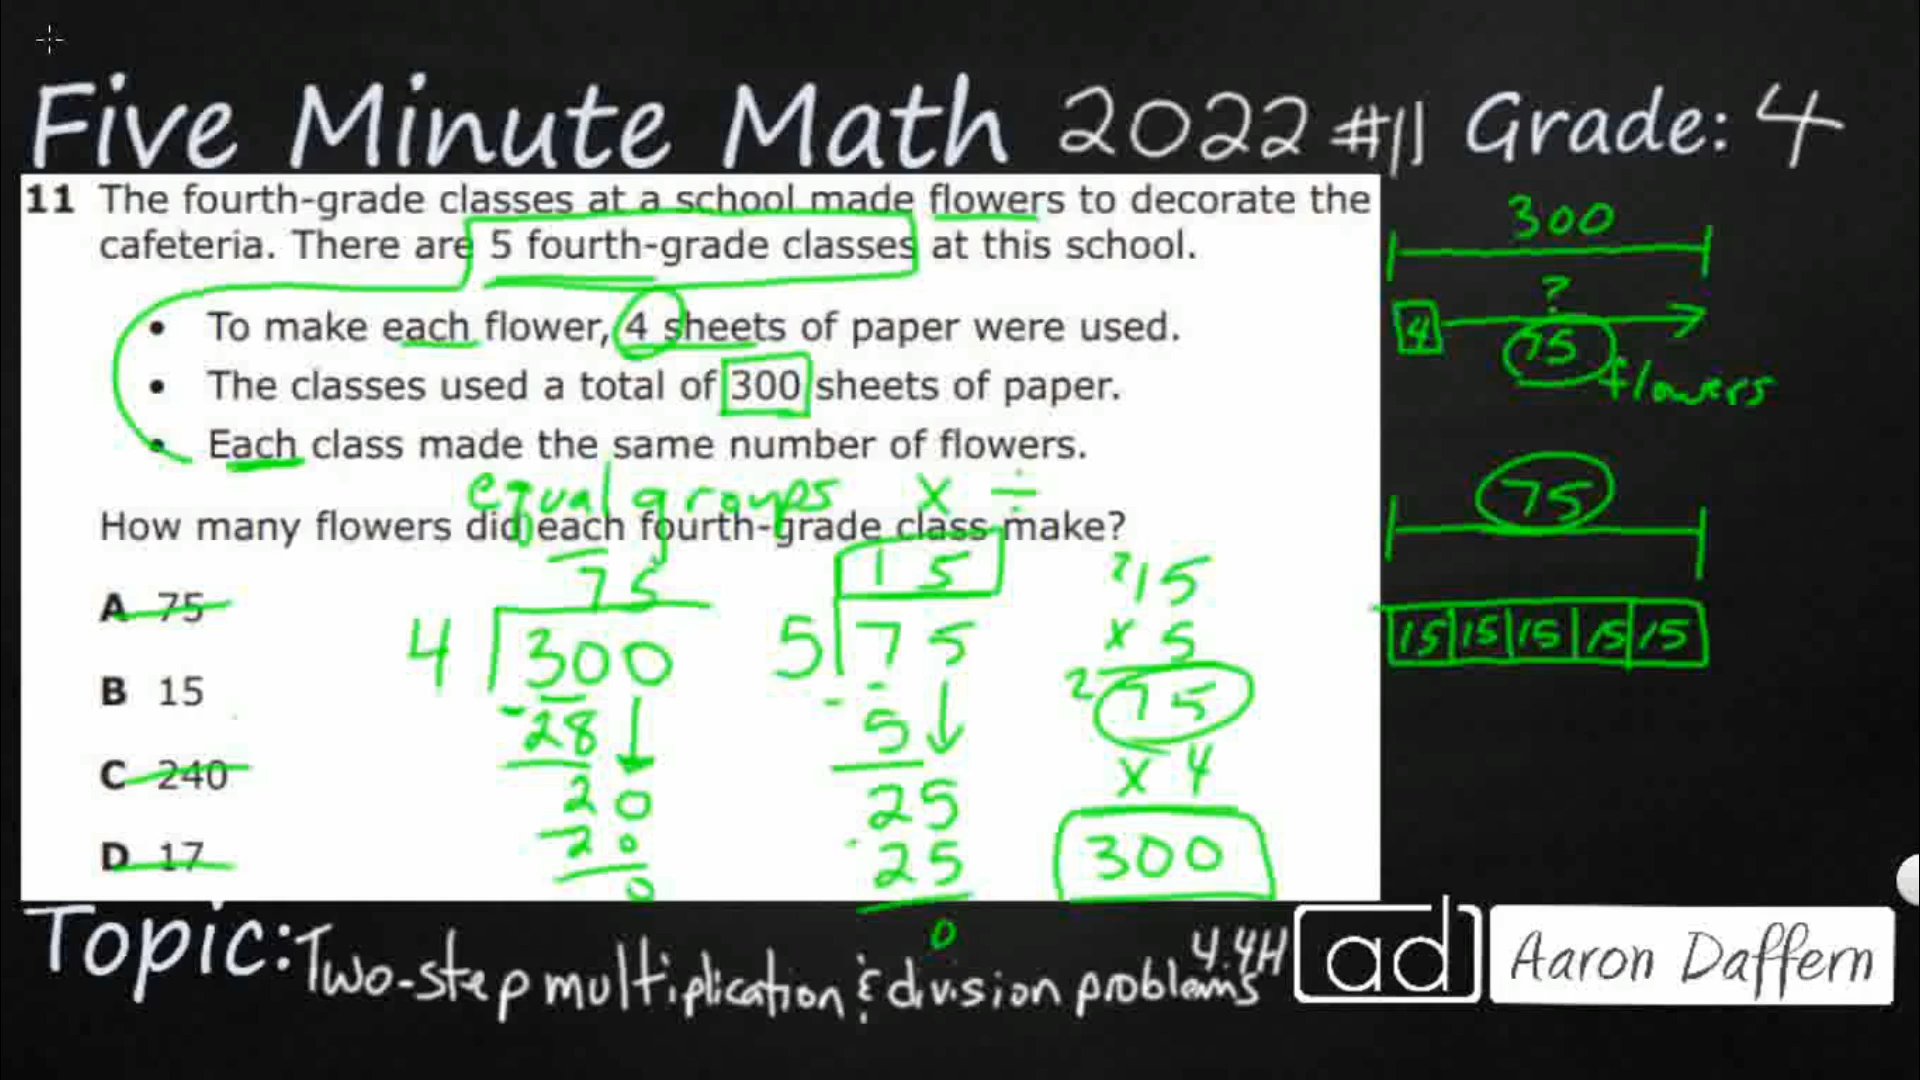 Five Minute Math 2022 #11 Grade: 4
11 The fourth-grade classes at a school made flowers to decorate the
cafeteria. There are 5 fourth-grade classes at this school.
• To make each flower, 4 sheets of paper were used.
• The classes used a total of 300 sheets of paper.
• Each class made the same number of flowers.
equal groups x ÷
How many flowers did each fourth-grade class make?
A 75
B 15
C 240
D 17
75
4 300
-28
20
-20
0
15
5 75
-5
25
-25
0
2 15
x 5
2 75
x 4
300
300
?
4
75
flowers
75
15 15 15 15 15
Topic: Two-step multiplication & division problems 4.4H
ad Aaron Daffern